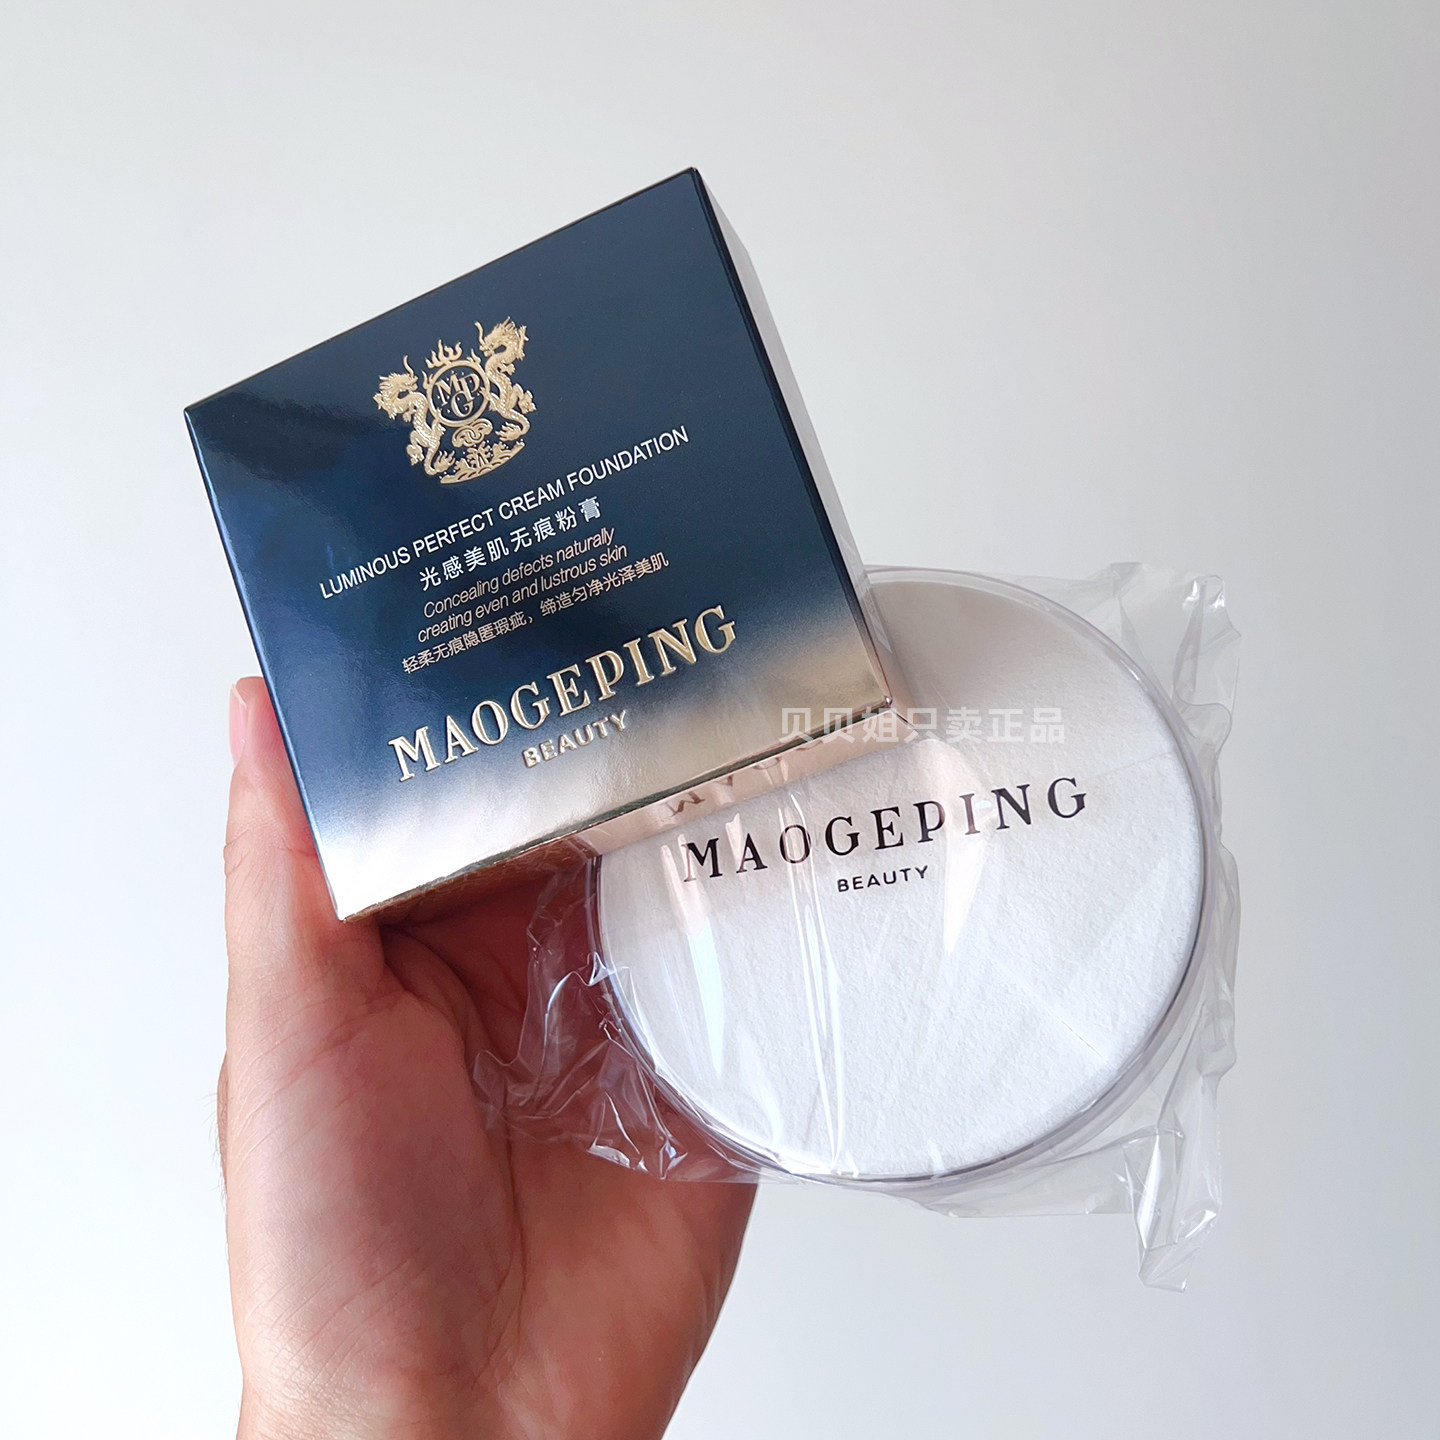 MPG
LUMINOUS PERFECT CREAM FOUNDATION
光感美肌无痕粉膏
Concealing defects naturally
creating even and lustrous skin
轻柔无痕隐匿瑕疵，缔造匀净光泽美肌
MAOGEPING
BEAUTY
贝贝姐只卖正品
MAOGEPING
BEAUTY